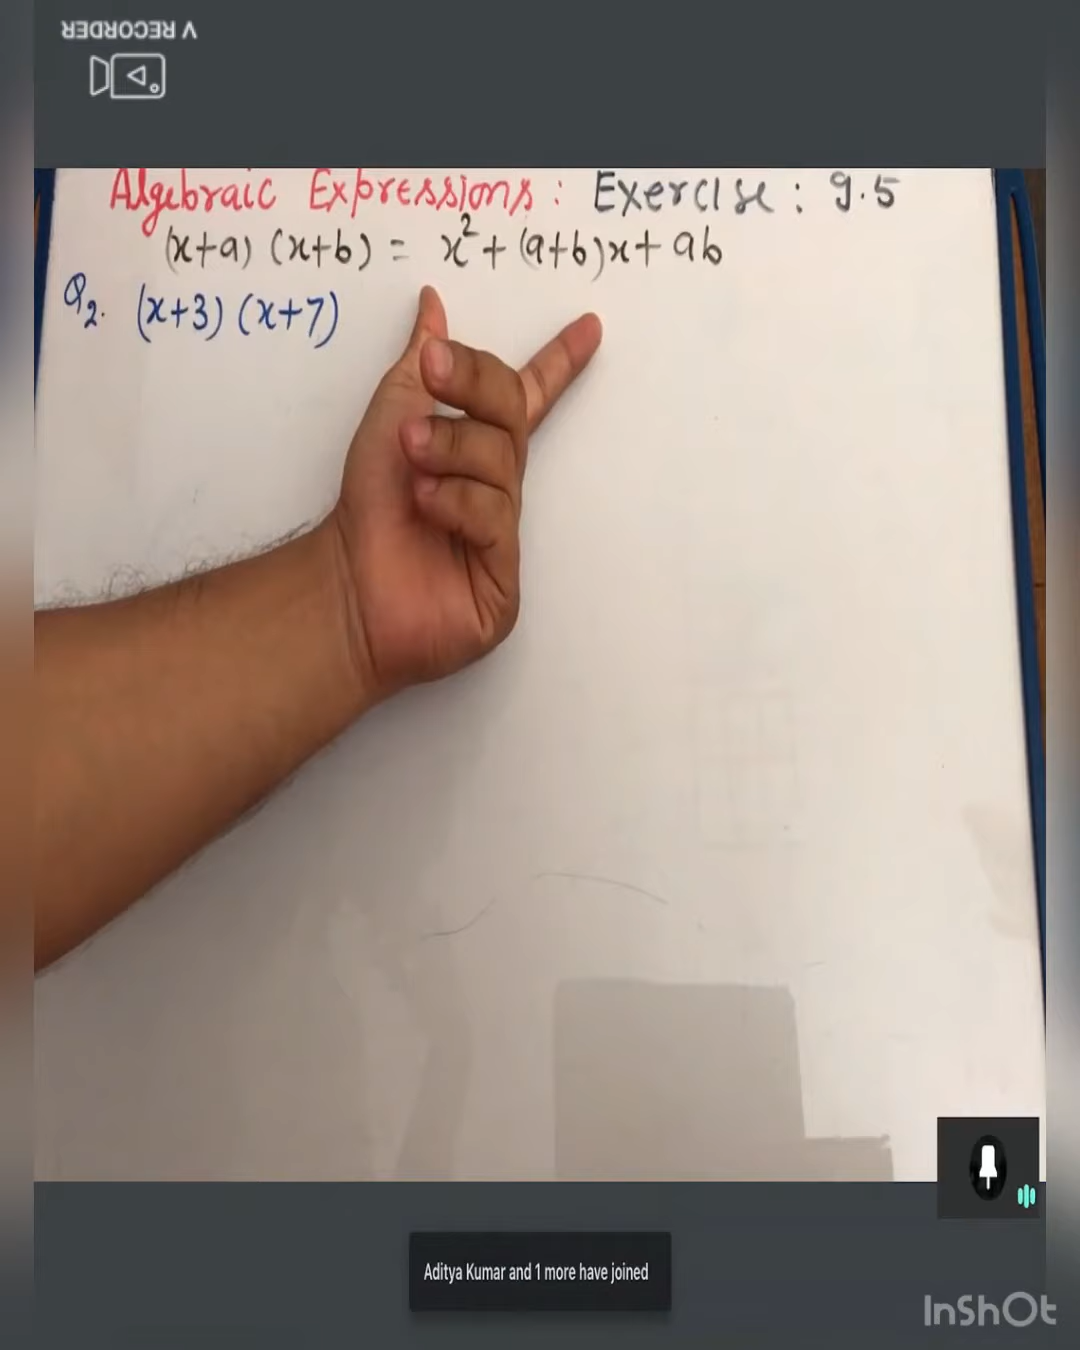 V RECORDER
Algebraic Expressions: Exercise: 9.5
(x+a) (x+b) = x²+(a+b)x+ab
Q2. (x+3) (x+7)
Aditya Kumar and 1 more have joined
InShOt